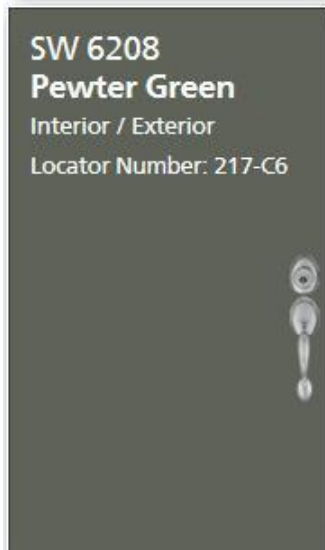 SW 6208
Pewter Green
Interior / Exterior
Locator Number: 217-C6